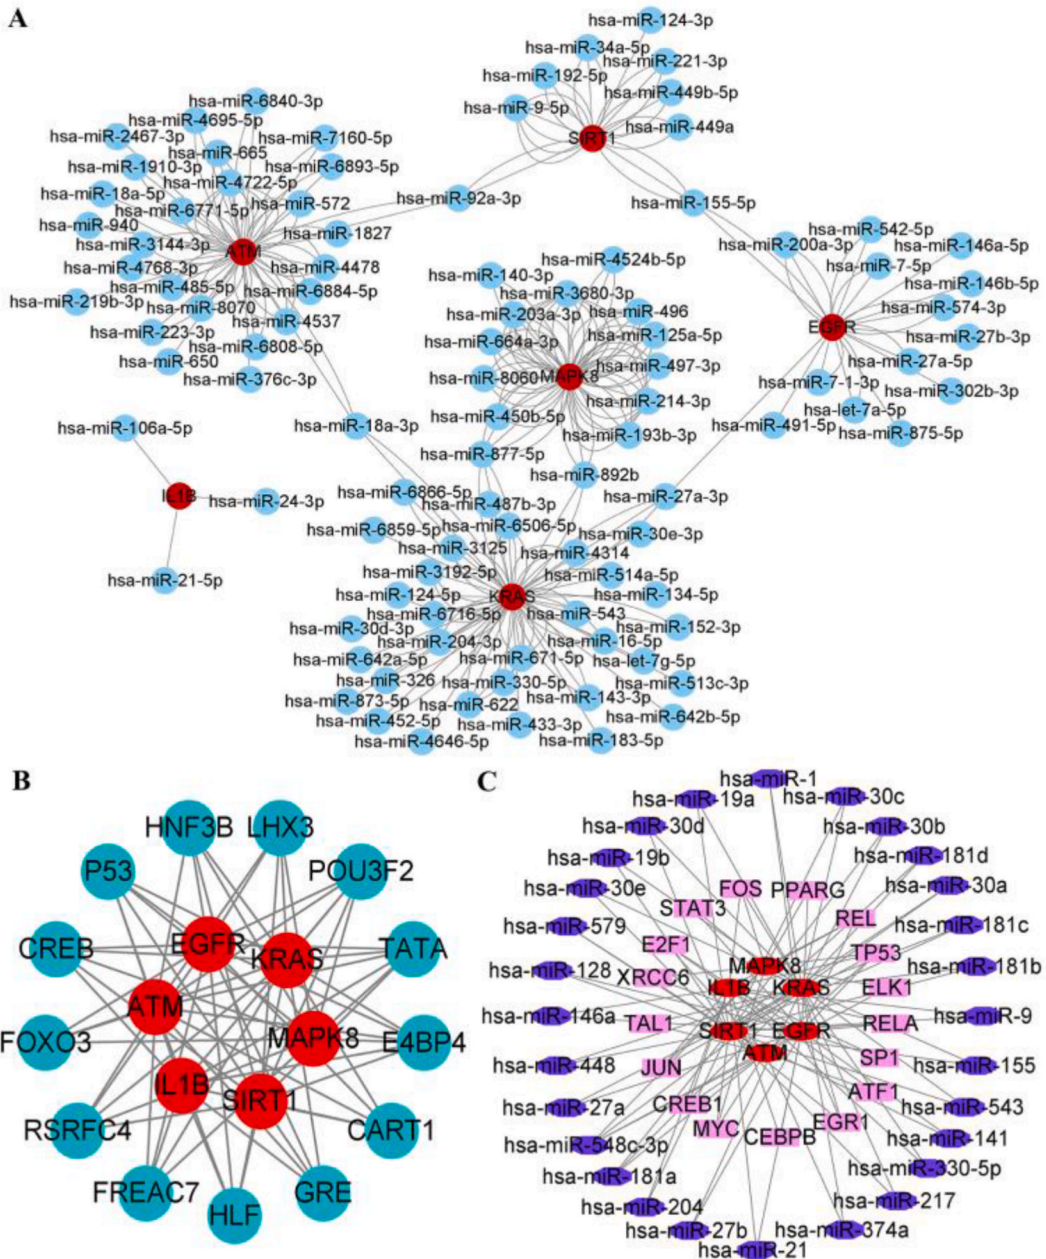 A
hsa-miR-124-3p
hsa-miR-34a-5p
hsa-miR-221-3p
hsa-miR-192-5p
hsa-miR-449b-5p
hsa-miR-9-5p
hsa-miR-449a
SIRT1
hsa-miR-6840-3p
hsa-miR-4695-5p
hsa-miR-2467-3p
hsa-miR-7160-5p
hsa-miR-665
hsa-miR-1910-3p
hsa-miR-6893-5p
hsa-miR-4722-5p
hsa-miR-18a-5p
hsa-miR-572
hsa-miR-6771-5p
hsa-miR-940
hsa-miR-1827
hsa-miR-3144-3p
ATM
hsa-miR-4768-3p
hsa-miR-4478
hsa-miR-485-5p
hsa-miR-6884-5p
hsa-miR-219b-3p
hsa-miR-8070
hsa-miR-4537
hsa-miR-223-3p
hsa-miR-6808-5p
hsa-miR-650
hsa-miR-376c-3p
hsa-miR-92a-3p
hsa-miR-155-5p
hsa-miR-542-5p
hsa-miR-200a-3p
hsa-miR-146a-5p
hsa-miR-7-5p
hsa-miR-146b-5p
hsa-miR-574-3p
EGFR
hsa-miR-27b-3p
hsa-miR-27a-5p
hsa-miR-7-1-3p
hsa-miR-302b-3p
hsa-let-7a-5p
hsa-miR-491-5p
hsa-miR-875-5p
hsa-miR-4524b-5p
hsa-miR-140-3p
hsa-miR-3680-3p
hsa-miR-203a-3p
hsa-miR-496
hsa-miR-664a-3p
hsa-miR-125a-5p
hsa-miR-497-3p
hsa-miR-8060
MAPK8
hsa-miR-214-3p
hsa-miR-450b-5p
hsa-miR-193b-3p
hsa-miR-18a-3p
hsa-miR-877-5p
hsa-miR-892b
hsa-miR-106a-5p
IL1B
hsa-miR-24-3p
hsa-miR-21-5p
hsa-miR-6866-5p
hsa-miR-27a-3p
hsa-miR-487b-3p
hsa-miR-6859-5p
hsa-miR-6506-5p
hsa-miR-30e-3p
hsa-miR-3125
hsa-miR-4314
hsa-miR-3192-5p
hsa-miR-514a-5p
hsa-miR-124-5p
KRAS
hsa-miR-134-5p
hsa-miR-6716-5p
hsa-miR-543
hsa-miR-30d-3p
hsa-miR-152-3p
hsa-miR-204-3p
hsa-miR-16-5p
hsa-miR-642a-5p
hsa-miR-671-5p
hsa-let-7g-5p
hsa-miR-326
hsa-miR-330-5p
hsa-miR-513c-3p
hsa-miR-873-5p
hsa-miR-622
hsa-miR-143-3p
hsa-miR-452-5p
hsa-miR-433-3p
hsa-miR-642b-5p
hsa-miR-4646-5p
hsa-miR-183-5p
B
HNF3B
LHX3
P53
POU3F2
CREB
EGFR
KRAS
TATA
ATM
FOXO3
MAPK8
E4BP4
IL1B
SIRT1
RSRFC4
CART1
FREAC7
GRE
HLF
C
hsa-miR-1
hsa-miR-19a
hsa-miR-30c
hsa-miR-30d
hsa-miR-30b
hsa-miR-19b
hsa-miR-181d
hsa-miR-30e
FOS
PPARG
hsa-miR-30a
STAT3
REL
hsa-miR-579
hsa-miR-181c
E2F1
TP53
hsa-miR-128
XRCC6
MAPK8
hsa-miR-181b
IL1B
KRAS
ELK1
hsa-miR-146a
TAL1
SIRT1
EGFR
RELA
hsa-miR-9
ATM
SP1
hsa-miR-448
JUN
hsa-miR-155
ATF1
hsa-miR-27a
CREB1
hsa-miR-543
MYC
CEBPB
EGR1
hsa-miR-548c-3p
hsa-miR-141
hsa-miR-181a
hsa-miR-330-5p
hsa-miR-204
hsa-miR-217
hsa-miR-27b
hsa-miR-374a
hsa-miR-21